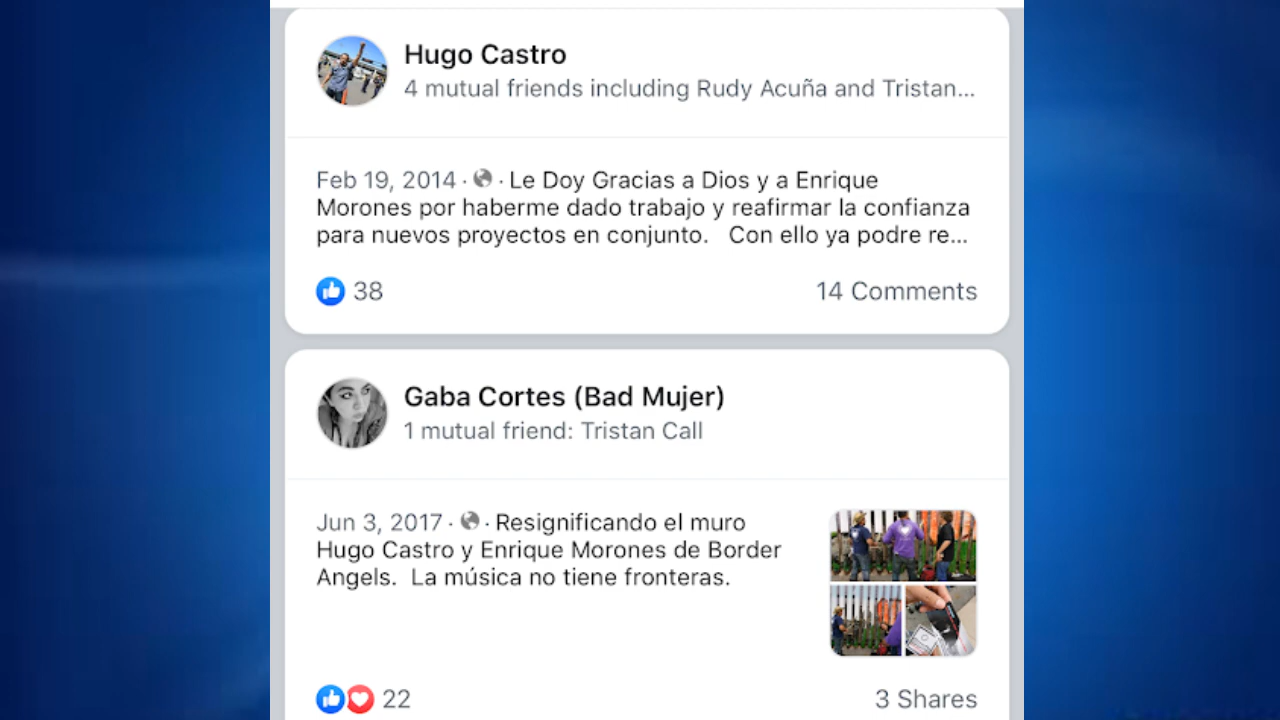 Hugo Castro
4 mutual friends including Rudy Acuña and Tristan...
Feb 19, 2014 · · Le Doy Gracias a Dios y a Enrique
Morones por haberme dado trabajo y reafirmar la confianza
para nuevos proyectos en conjunto. Con ello ya podre re...
38
14 Comments
Gaba Cortes (Bad Mujer)
1 mutual friend: Tristan Call
Jun 3, 2017 · · Resignificando el muro
Hugo Castro y Enrique Morones de Border
Angels. La música no tiene fronteras.
22
3 Shares